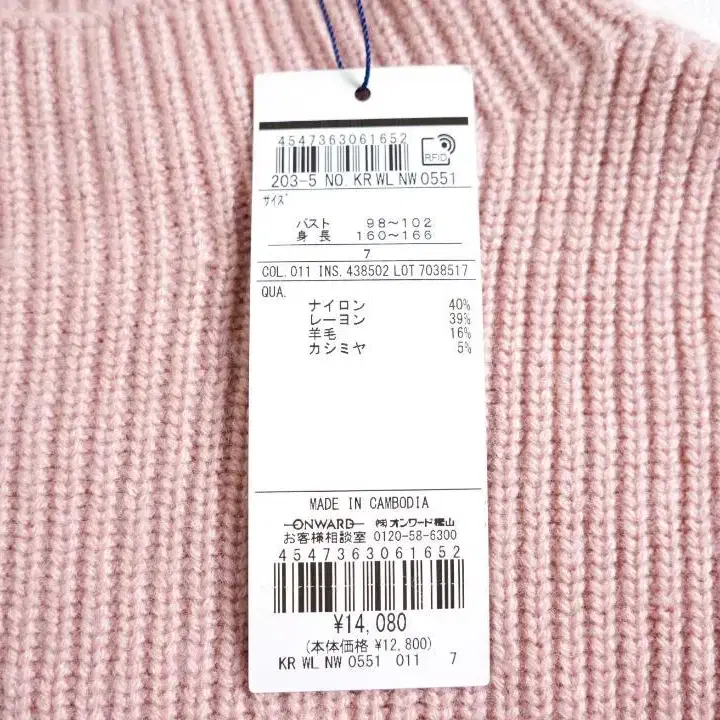 4547363061652
RFID
203-5 NO. KR WL NW 0551
サイズ
バスト 98～102
身長 160～166
7
COL. 011 INS. 438502 LOT 7038517
QUA.
ナイロン 40%
レーヨン 39%
羊毛 16%
カシミヤ 5%
MADE IN CAMBODIA
ONWARD ㈱オンワード樫山
お客様相談室 0120-58-6300
4547363061652
¥14,080
(本体価格 ¥12,800)
KR WL NW 0551 011 7